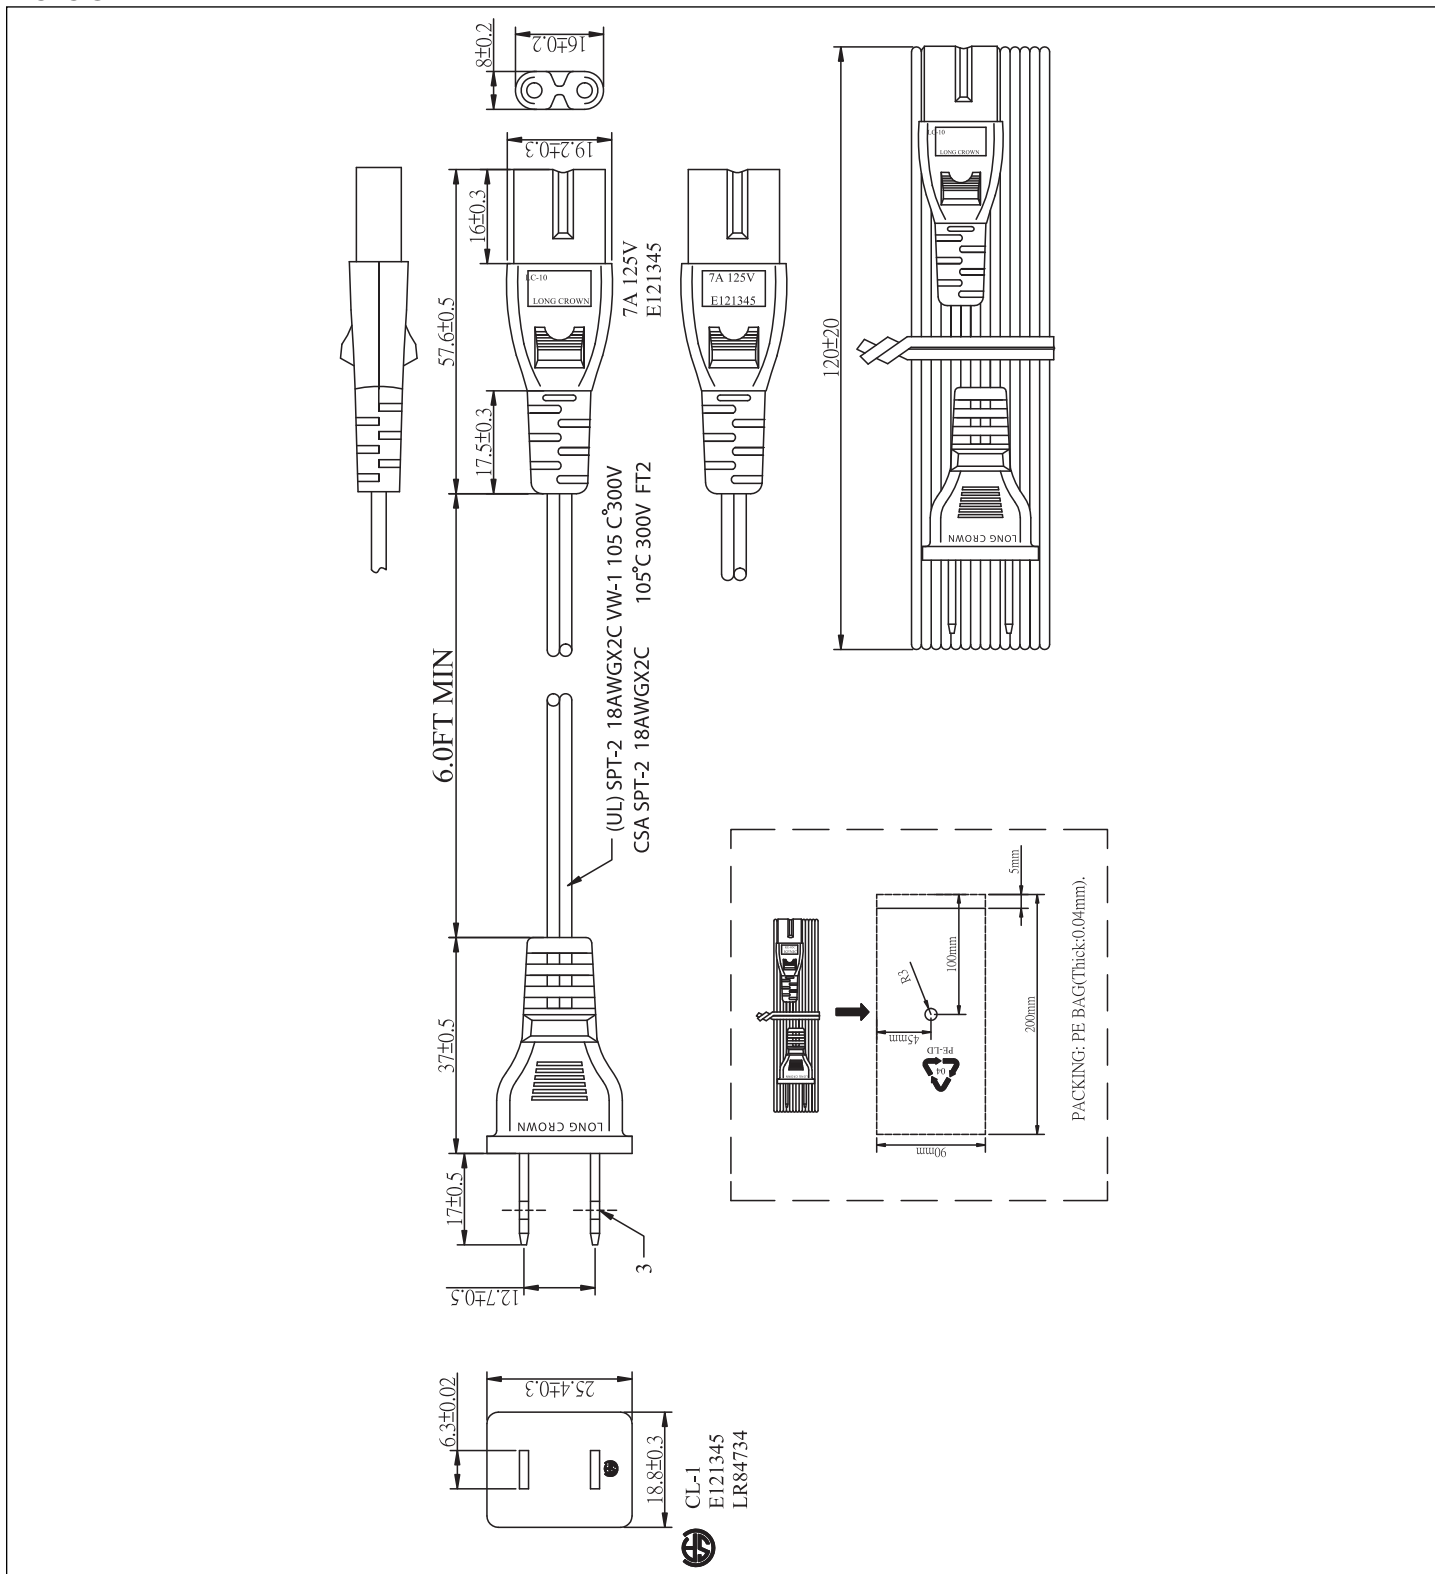 8±0.2
16±0.2
19.2±0.3
16±0.3
57.6±0.5
17.5±0.3
LC-10
LONG CROWN
7A 125V
E121345
7A 125V
E121345
LC-10
LONG CROWN
120±20
LONG CROWN
6.0FT MIN
(UL) SPT-2 18AWGX2C VW-1 105 C°300V
CSA SPT-2 18AWGX2C 105°C 300V FT2
37±0.5
LONG CROWN
17±0.5
12.7±0.5
3
5mm
100mm
200mm
R3
45mm
PE-LD
04
90mm
PACKING: PE BAG(Thick:0.04mm).
6.3±0.02
25.4±0.3
18.8±0.3
CL-1
E121345
LR84734